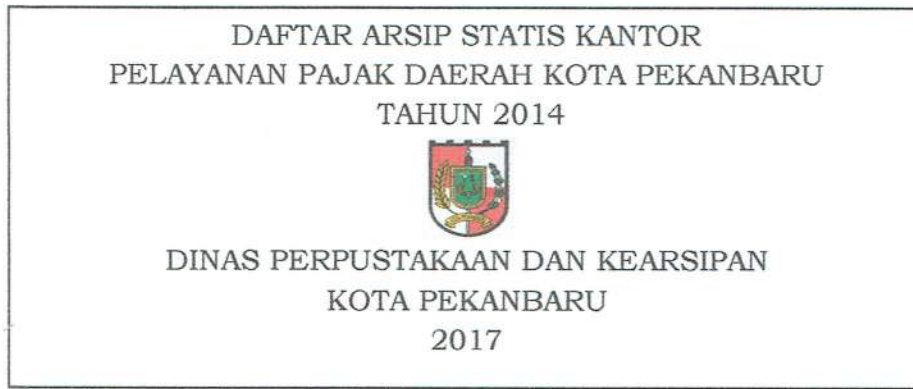 DAFTAR ARSIP STATIS KANTOR
PELAYANAN PAJAK DAERAH KOTA PEKANBARU
TAHUN 2014
DINAS PERPUSTAKAAN DAN KEARSIPAN
KOTA PEKANBARU
2017